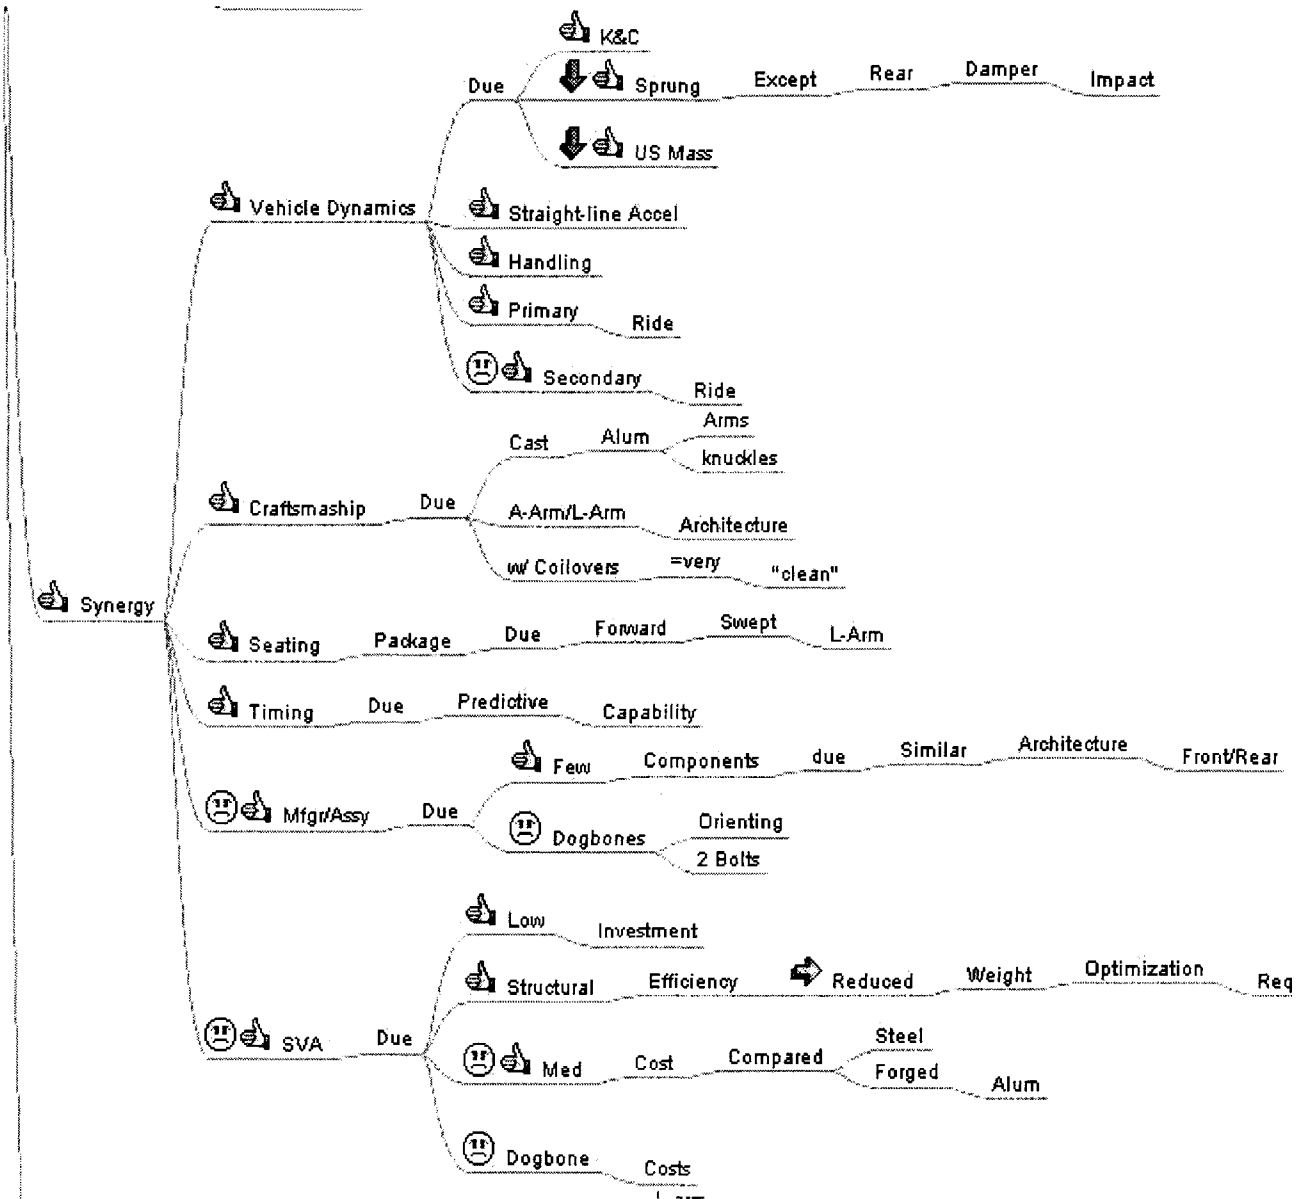 K&C
Due Sprung Except Rear Damper Impact
US Mass
Vehicle Dynamics
Straight-line Accel
Handling
Primary Ride
Secondary Ride
Cast Alum Arms
knuckles
Craftsmaship Due
A-Arm/L-Arm Architecture
w/ Coilovers =very "clean"
Synergy
Seating Package Due Forward Swept L-Arm
Timing Due Predictive Capability
Mfgr/Assy Due
Few Components due Similar Architecture Front/Rear
Dogbones Orienting
2 Bolts
Low Investment
Structural Efficiency Reduced Weight Optimization Req
SVA Due
Med Cost Compared Steel
Forged Alum
Dogbone Costs